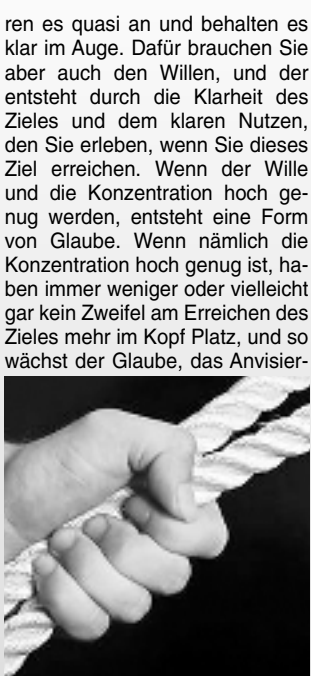 ren es quasi an und behalten es
klar im Auge. Dafür brauchen Sie
aber auch den Willen, und der
entsteht durch die Klarheit des
Zieles und dem klaren Nutzen,
den Sie erleben, wenn Sie dieses
Ziel erreichen. Wenn der Wille
und die Konzentration hoch ge-
nug werden, entsteht eine Form
von Glaube. Wenn nämlich die
Konzentration hoch genug ist, ha-
ben immer weniger oder vielleicht
gar kein Zweifel am Erreichen des
Zieles mehr im Kopf Platz, und so
wächst der Glaube, das Anvisier-